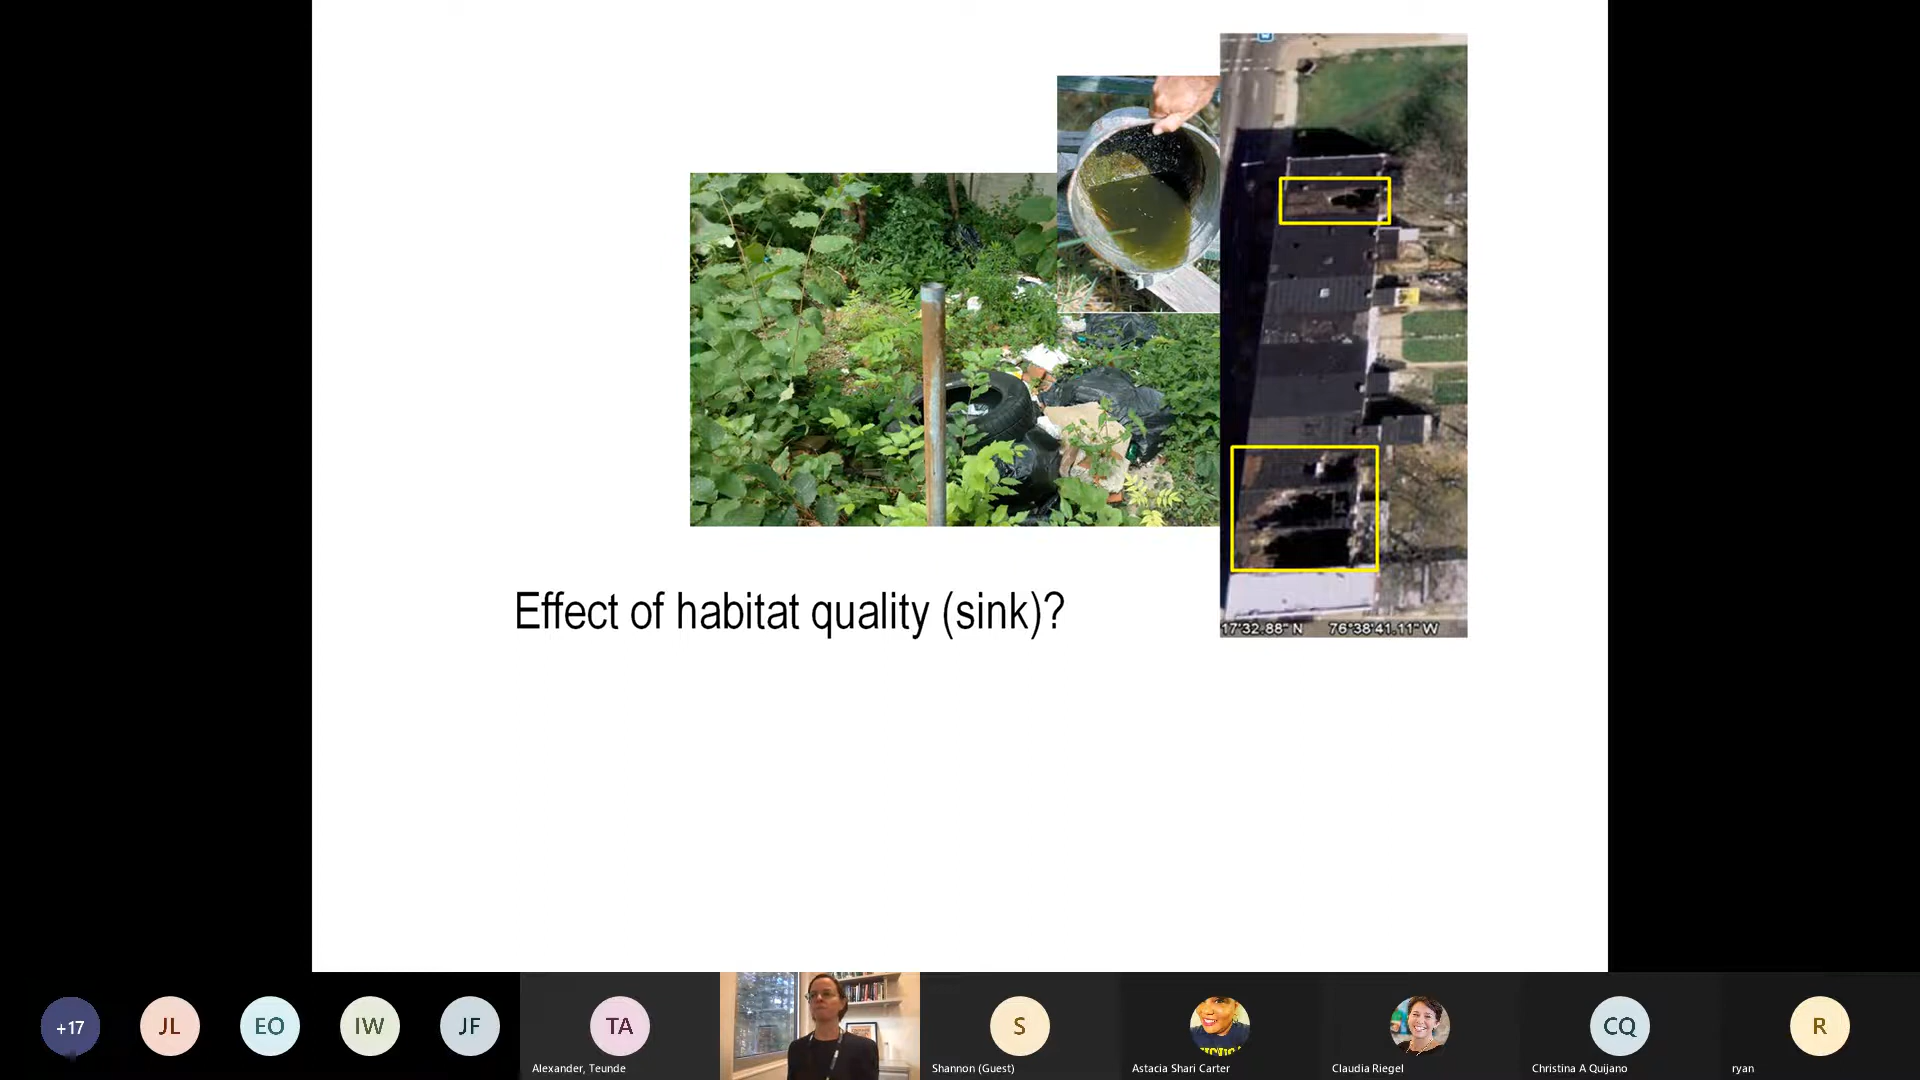 Effect of habitat quality (sink)?
17'32.88" N 76°38'41.11" W
+17
JL
EO
IW
JF
TA
S
CQ
R
Alexander, Teunde
Shannon (Guest)
Astacia Shari Carter
Claudia Riegel
Christina A Quijano
ryan